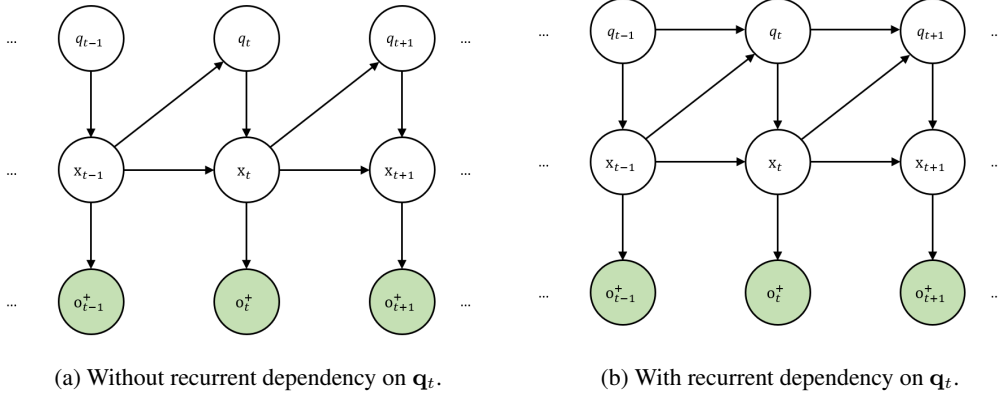 ... q_{t−1} q_t q_{t+1} ...
... x_{t−1} x_t x_{t+1} ...
... o^+_{t−1} o^+_t o^+_{t+1} ...
(a) Without recurrent dependency on q_t.
... q_{t−1} q_t q_{t+1} ...
... x_{t−1} x_t x_{t+1} ...
... o^+_{t−1} o^+_t o^+_{t+1} ...
(b) With recurrent dependency on q_t.